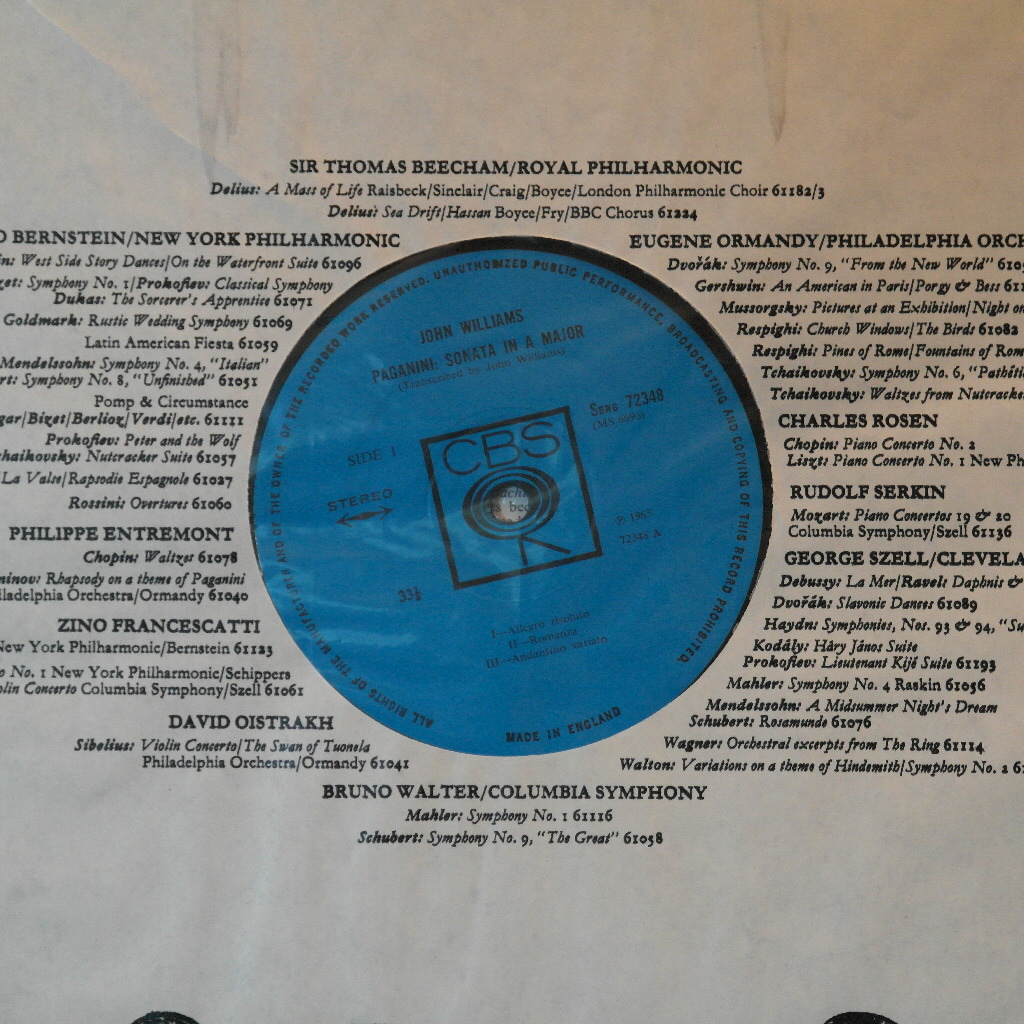 SIR THOMAS BEECHAM/ROYAL PHILHARMONIC
Delius: A Mass of Life Raisbeck/Sinclair/Craig/Boyce/London Philharmonic Choir 61182/3
Delius: Sea Drift/Hassan Boyce/Fry/BBC Chorus 61224
BERNSTEIN/NEW YORK PHILHARMONIC
West Side Story Dances/On the Waterfront Suite 61096
Symphony No. 1/Prokofiev: Classical Symphony
Dukas: The Sorcerer's Apprentice 61071
Goldmark: Rustic Wedding Symphony 61069
Latin American Fiesta 61059
Mendelssohn: Symphony No. 4, "Italian"
Symphony No. 8, "Unfinished" 61051
Pomp & Circumstance
/Bizet/Berlioz/Verdi/etc. 61111
Prokofiev: Peter and the Wolf
Nutcracker Suite 61057
La Valse/Rapsodie Espagnole 61027
Rossini: Overtures 61060
PHILIPPE ENTREMONT
Chopin: Waltzes 61078
Rhapsody on a theme of Paganini
Orchestra/Ormandy 61040
ZINO FRANCESCATTI
New York Philharmonic/Bernstein 61123
No. 1 New York Philharmonic/Schippers
Concerto Columbia Symphony/Szell 61061
DAVID OISTRAKH
Sibelius: Violin Concerto/The Swan of Tuonela
Philadelphia Orchestra/Ormandy 61041
ALL RIGHTS OF THE MANUFACTURER AND OF THE OWNER OF THE RECORDED WORK RESERVED. UNAUTHORIZED PUBLIC PERFORMANCE, BROADCASTING AND COPYING OF THIS RECORD PROHIBITED.
JOHN WILLIAMS
PAGANINI: SONATA IN A MAJOR
(Transcribed by John Williams)
SBRG 72348
SIDE 1
CBS
STEREO
℗ 1965
72348 A
33⅓
I—Allegro risoluto
II—Romanza
III—Andantino variato
MADE IN ENGLAND
EUGENE ORMANDY/PHILADELPHIA
Dvořák: Symphony No. 9, "From the New World"
Gershwin: An American in Paris/Porgy & Bess
Mussorgsky: Pictures at an Exhibition/Night on
Respighi: Church Windows/The Birds 61082
Respighi: Pines of Rome/Fountains of
Tchaikovsky: Symphony No. 6,
Tchaikovsky: Waltzes from
CHARLES ROSEN
Chopin: Piano Concerto No. 2
Liszt: Piano Concerto No. 1 New
RUDOLF SERKIN
Mozart: Piano Concertos 19 & 20
Columbia Symphony/Szell 61136
GEORGE SZELL/
Debussy: La Mer/Ravel: Daphnis &
Dvořák: Slavonic Dances 61089
Haydn: Symphonies, Nos. 93 & 94,
Kodály: Háry János Suite
Prokofiev: Lieutenant Kijé Suite 61193
Mahler: Symphony No. 4 Raskin 61056
Mendelssohn: A Midsummer Night's Dream
Schubert: Rosamunde 61076
Wagner: Orchestral excerpts from The Ring 61114
Walton: Variations on a theme of Hindemith/Symphony No. 2
BRUNO WALTER/COLUMBIA SYMPHONY
Mahler: Symphony No. 1 61116
Schubert: Symphony No. 9, "The Great" 61058